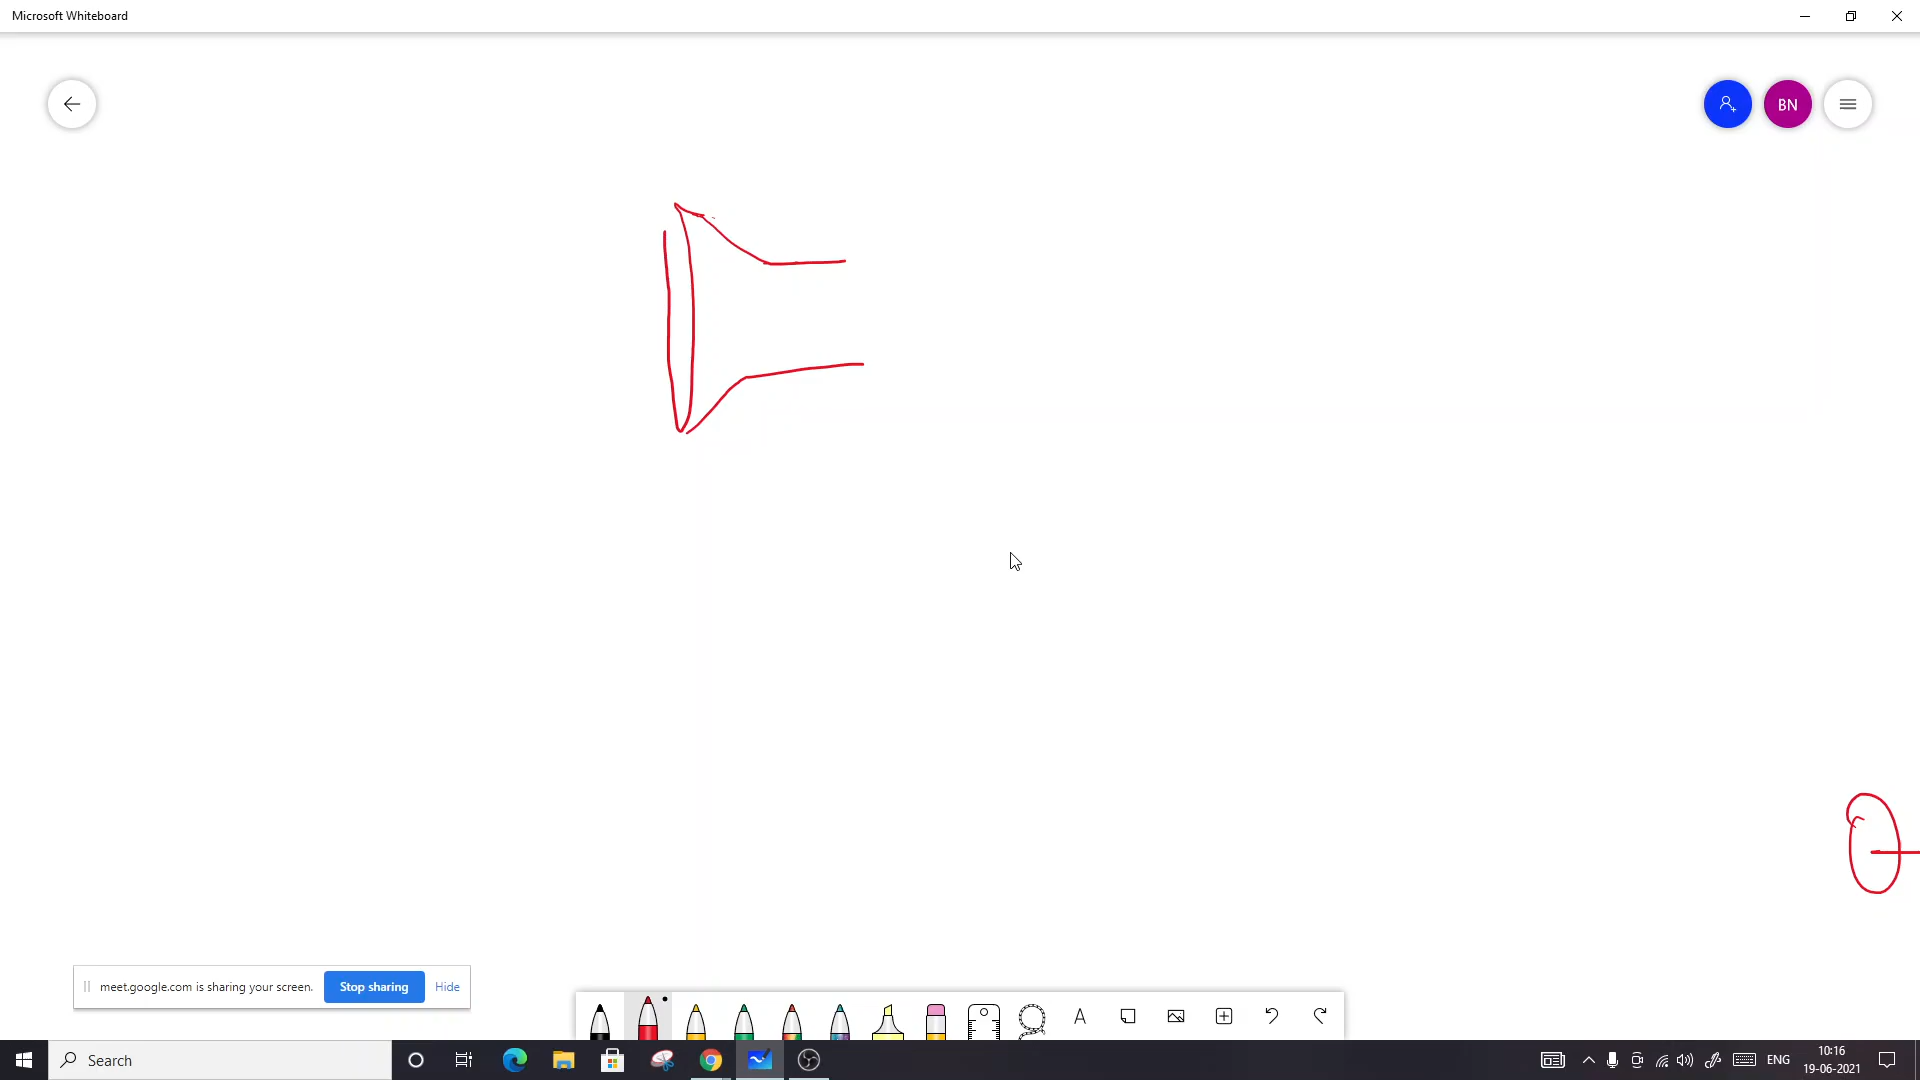 Microsoft Whiteboard
BN
meet.google.com is sharing your screen.
Stop sharing
Hide
A
Search
ENG
10:16
19-06-2021